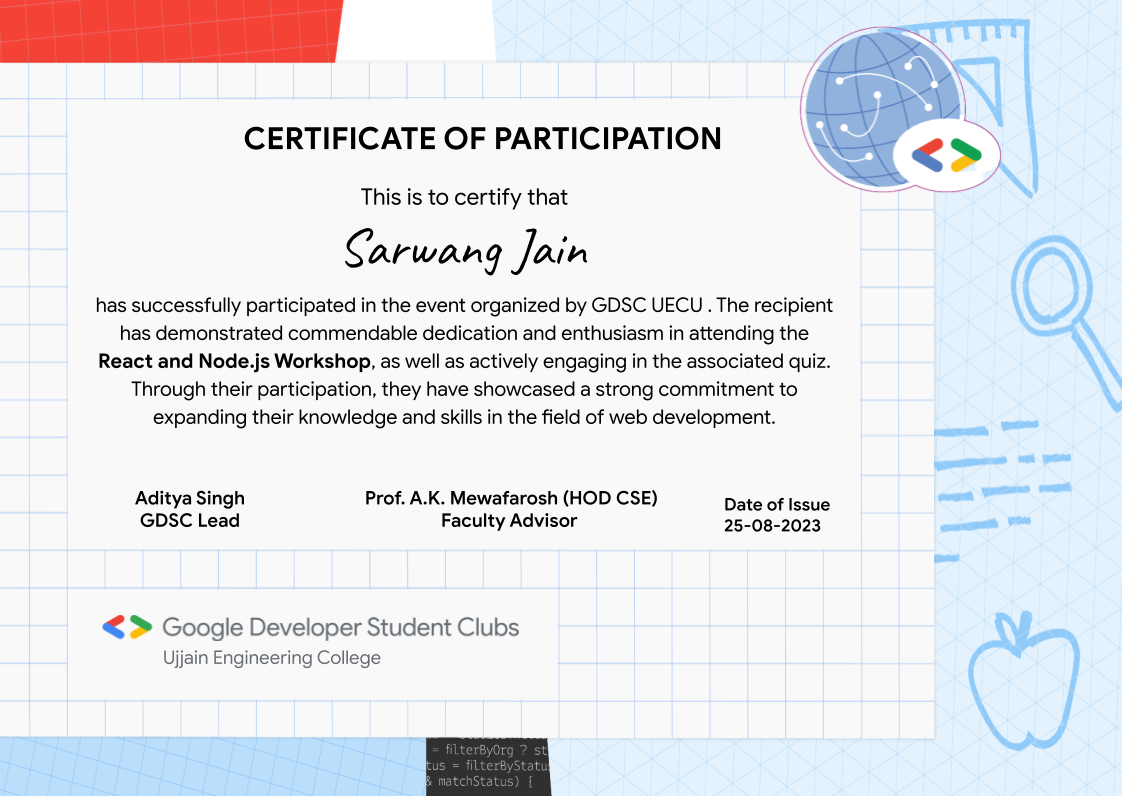 CERTIFICATE OF PARTICIPATION
This is to certify that
Sarwang Jain
has successfully participated in the event organized by GDSC UECU . The recipient
has demonstrated commendable dedication and enthusiasm in attending the
React and Node.js Workshop, as well as actively engaging in the associated quiz.
Through their participation, they have showcased a strong commitment to
expanding their knowledge and skills in the field of web development.
Aditya Singh
GDSC Lead
Prof. A.K. Mewafarosh (HOD CSE)
Faculty Advisor
Date of Issue
25-08-2023
Google Developer Student Clubs
Ujjain Engineering College
= filterByOrg ? st
tus = filterByStatu
& matchStatus) {